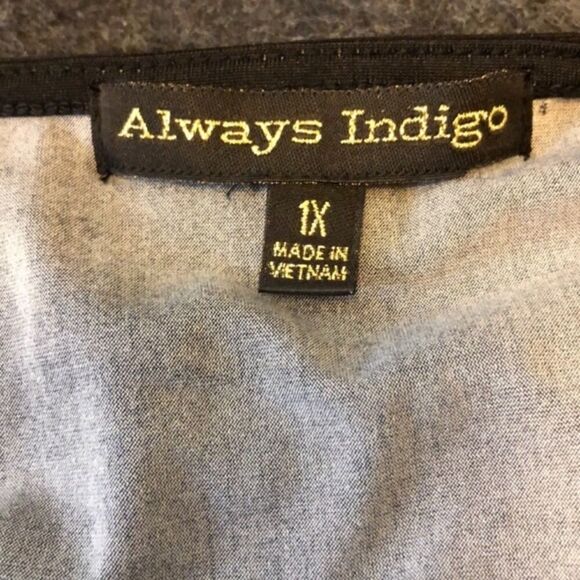 Always Indigo
1X
MADE IN
VIETNAM